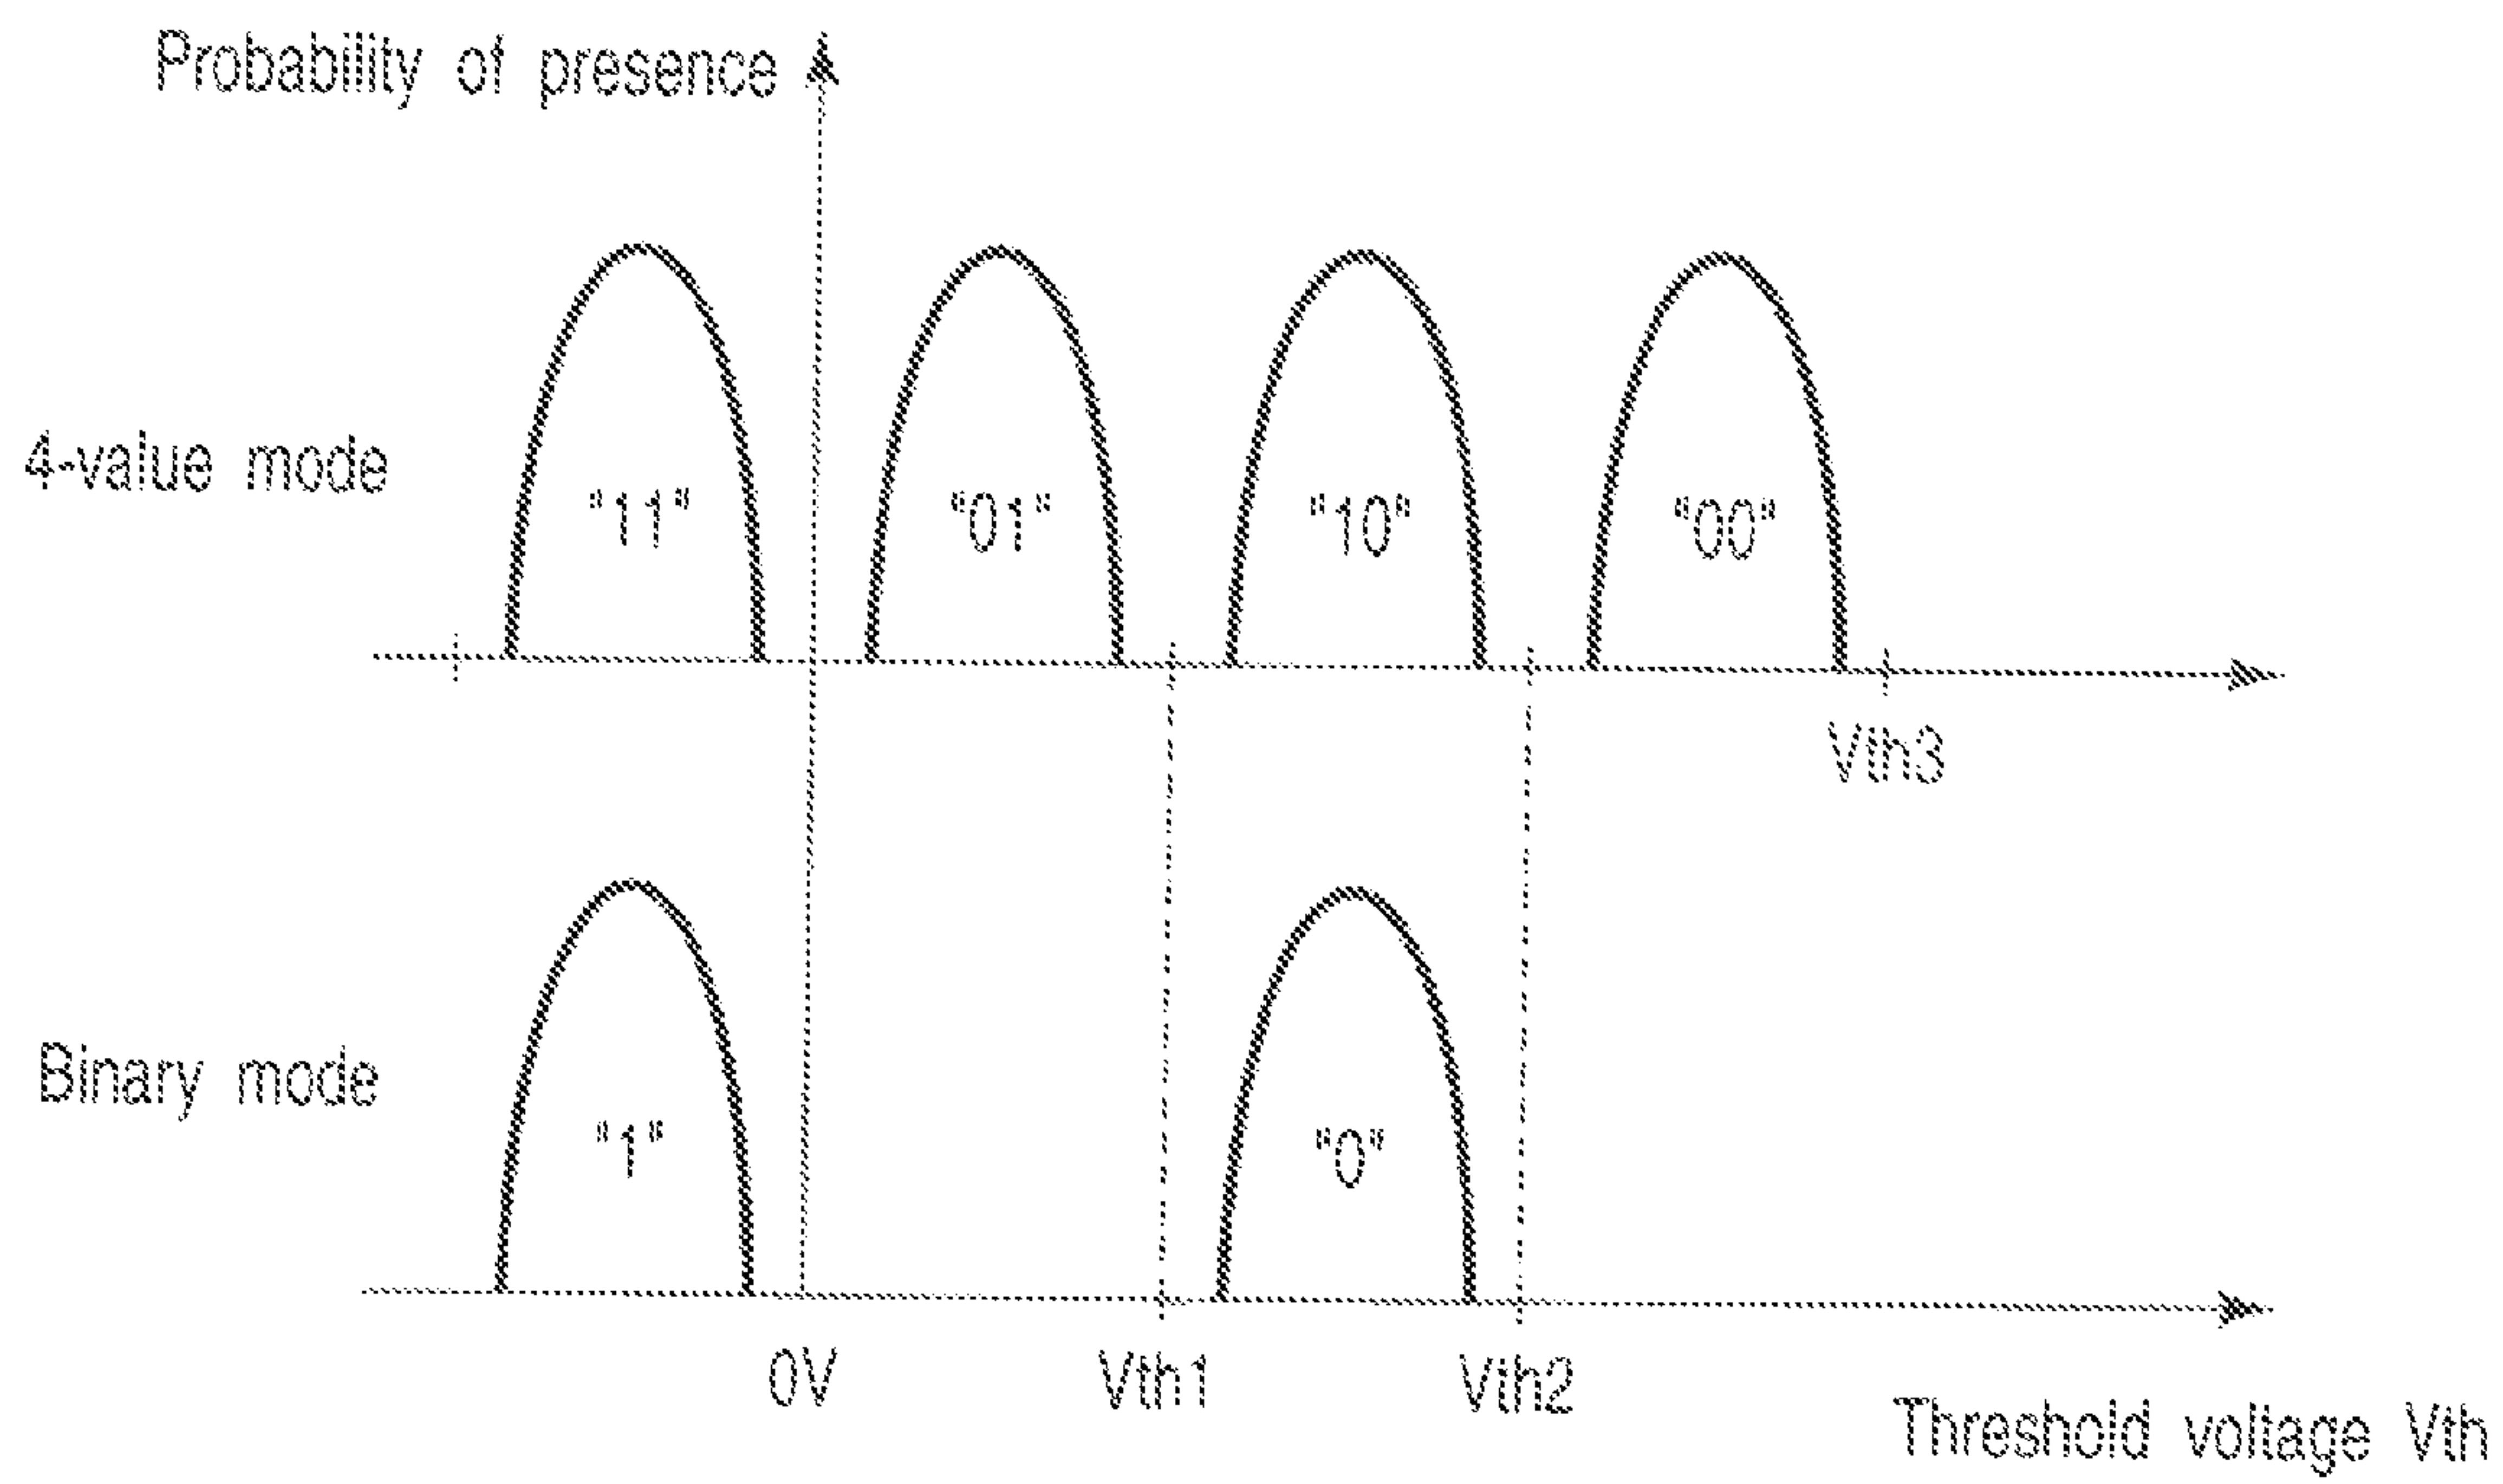 Probability of presence
4-value mode
"11" "01" "10" "00"
Vth3
Binary mode
"1" "0"
0V Vth1 Vth2
Threshold voltage Vth